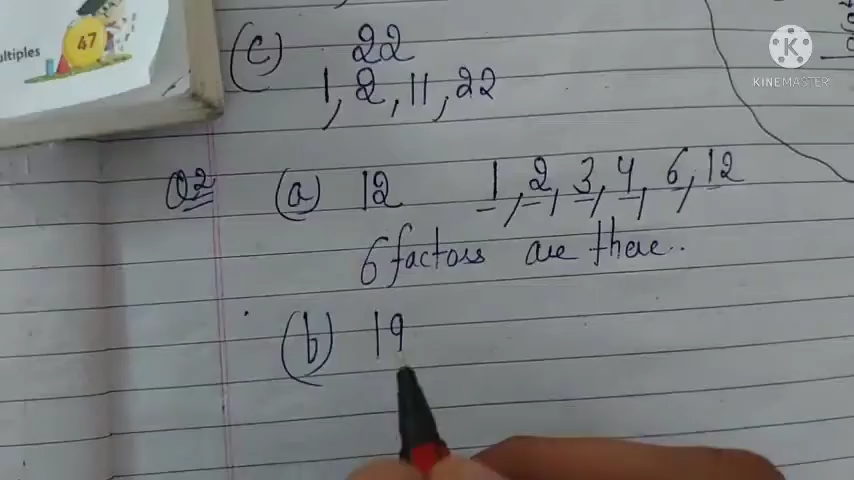 ultiples 47
KINEMASTER
(c) 22
1, 2, 11, 22
Q2 (a) 12 1, 2, 3, 4, 6, 12
6 factors are there..
(b) 19